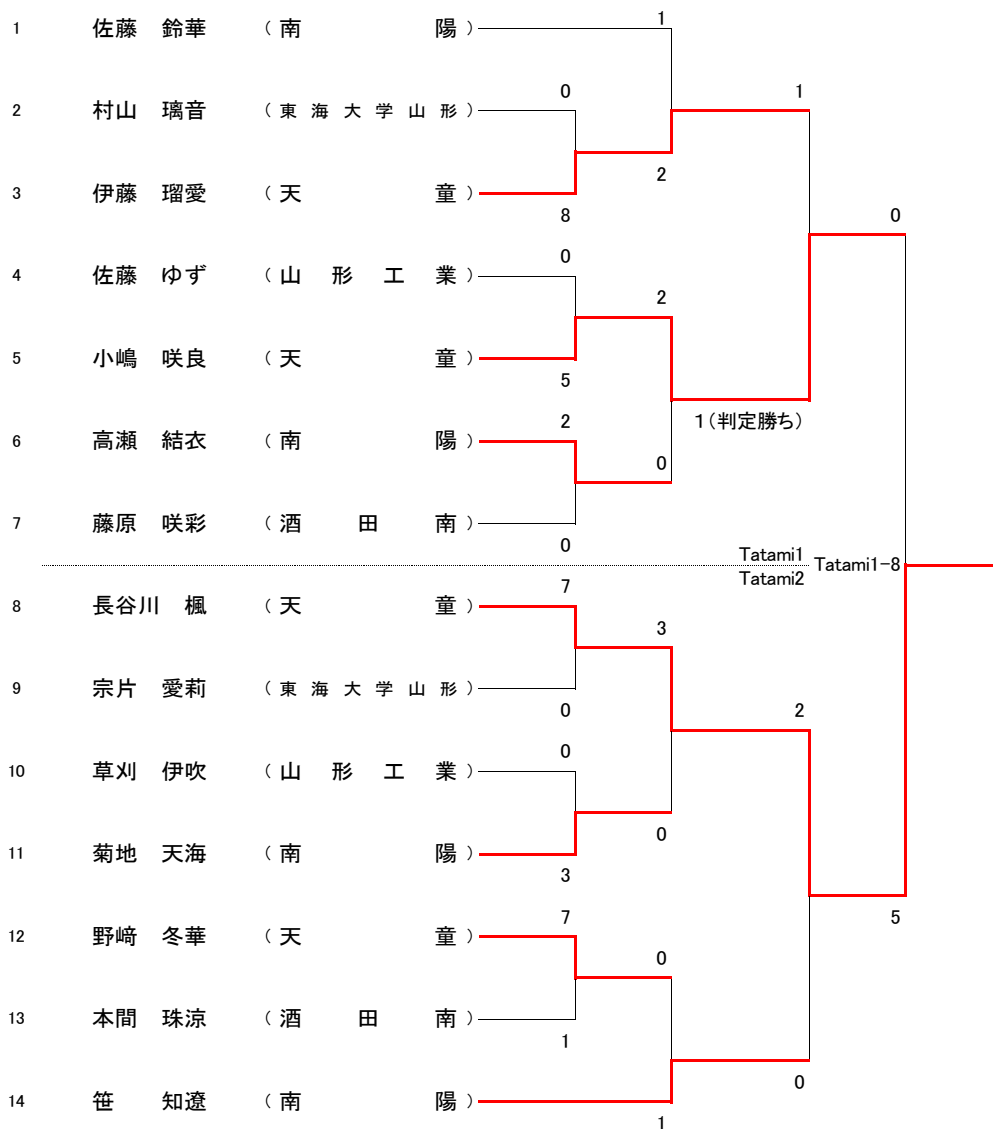 1
1 佐藤 鈴華 （南陽）
0 1
2 村山 璃音 （東海大学山形）
2
3 伊藤 瑠愛 （天童）
8 0
0
4 佐藤 ゆず （山形工業）
2
5 小嶋 咲良 （天童）
5
2 1（判定勝ち）
6 高瀬 結衣 （南陽）
0
7 藤原 咲彩 （酒田南）
0
Tatami1
Tatami1-8
Tatami2
7
8 長谷川 楓 （天童）
3
9 宗片 愛莉 （東海大学山形）
0 2
0
10 草刈 伊吹 （山形工業）
0
11 菊地 天海 （南陽）
3
7 5
12 野﨑 冬華 （天童）
0
13 本間 珠涼 （酒田南）
1
0
14 笹 知遼 （南陽）
1